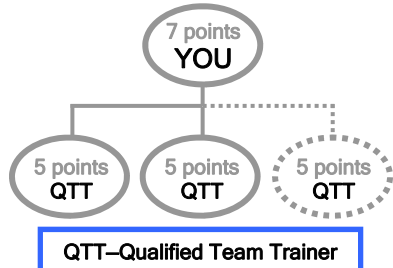 7 points
YOU
5 points 5 points 5 points
QTT QTT QTT
QTT–Qualified Team Trainer